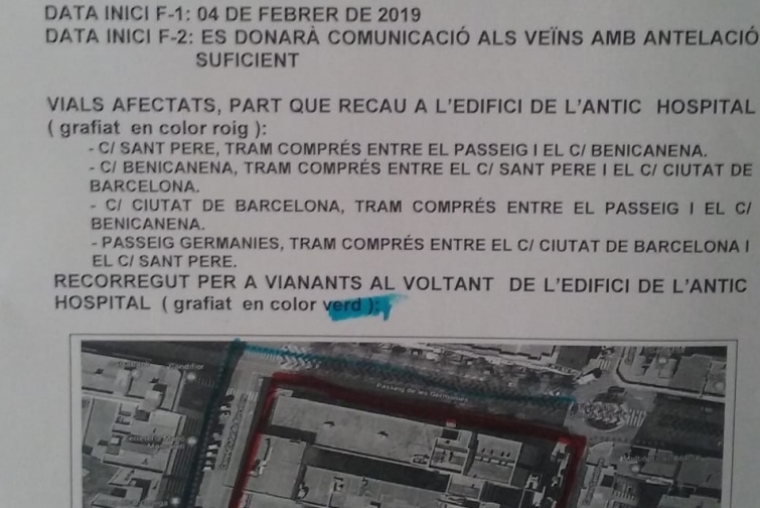 DATA INICI F-1: 04 DE FEBRER DE 2019
DATA INICI F-2: ES DONARÀ COMUNICACIÓ ALS VEÏNS AMB ANTELACIÓ
SUFICIENT
VIALS AFECTATS, PART QUE RECAU A L'EDIFICI DE L'ANTIC HOSPITAL
( grafiat en color roig ):
- C/ SANT PERE, TRAM COMPRÉS ENTRE EL PASSEIG I EL C/ BENICANENA.
- C/ BENICANENA, TRAM COMPRÉS ENTRE EL C/ SANT PERE I EL C/ CIUTAT DE
BARCELONA.
- C/ CIUTAT DE BARCELONA, TRAM COMPRÉS ENTRE EL PASSEIG I EL C/
BENICANENA.
- PASSEIG GERMANIES, TRAM COMPRÉS ENTRE EL C/ CIUTAT DE BARCELONA I
EL C/ SANT PERE.
RECORREGUT PER A VIANANTS AL VOLTANT DE L'EDIFICI DE L'ANTIC
HOSPITAL ( grafiat en color verd ):
Passeig de les Germanies